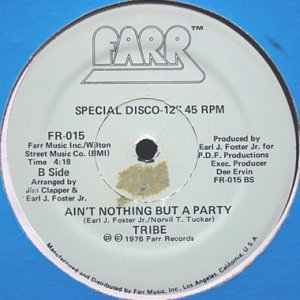 FARR™
SPECIAL DISCO-12" 45 RPM
FR-015
Farr Music Inc./Wilton
Street Music Co. (BMI)
Time: 4:18
B Side
Arranged by
Jim Clapper &
Earl J. Foster Jr.
Produced by
Earl J. Foster Jr. for
P.D.F. Productions
Exec. Producer
Dee Ervin
FR-015 BS
AIN'T NOTHING BUT A PARTY
(Earl J. Foster Jr./Norvil T. Tucker)
TRIBE
℗ 1976 Farr Records
Manufactured and Distributed by Farr Music, Inc. Los Angeles, California, U.S.A.